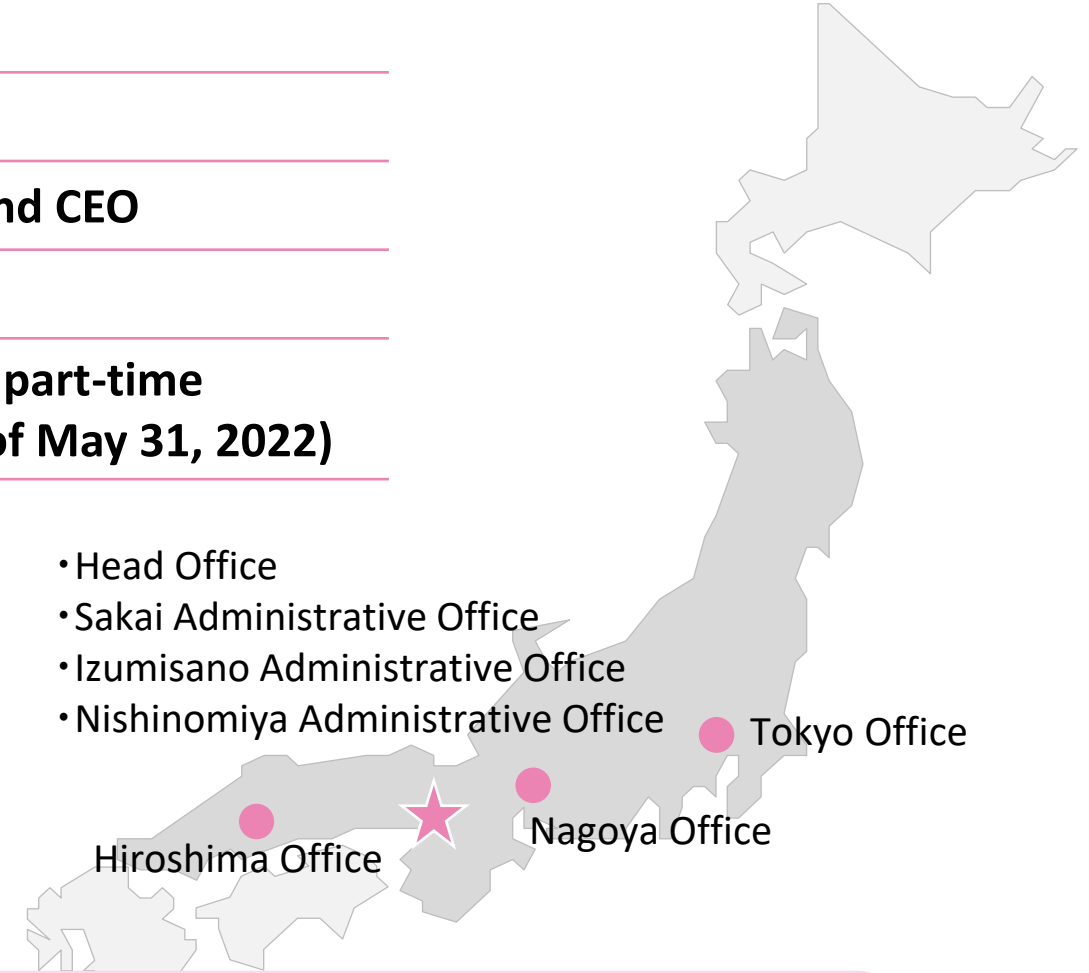 nd CEO
part-time
of May 31, 2022)
・Head Office
・Sakai Administrative Office
・Izumisano Administrative Office
・Nishinomiya Administrative Office
Tokyo Office
Nagoya Office
Hiroshima Office